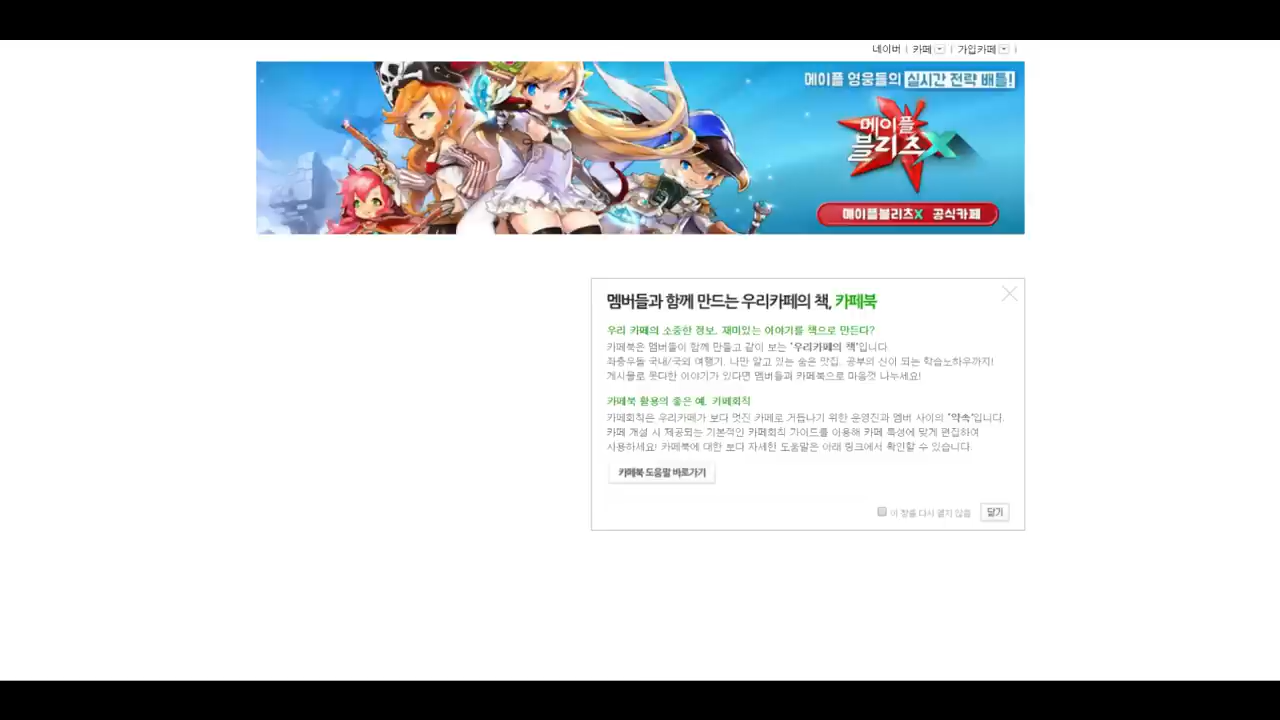 네이버 | 카페 | 가입카페 |
메이플 영웅들의 실시간 전략 배틀!
메이플
블리츠X
메이플블리츠X 공식카페
멤버들과 함께 만드는 우리카페의 책, 카페북
우리 카페의 소중한 정보, 재미있는 이야기를 책으로 만든다?
카페북은 멤버들이 함께 만들고 같이 보는 '우리카페의 책'입니다.
좌충우돌 국내/국외 여행기, 나만 알고 있는 숨은 맛집, 공부의 신이 되는 학습노하우까지!
게시물로 못다한 이야기가 있다면 멤버들과 카페북으로 마음껏 나누세요!
카페북 활용의 좋은 예, 카페회칙
카페회칙은 우리카페가 보다 멋진 카페로 거듭나기 위한 운영진과 멤버 사이의 '약속'입니다.
카페 개설 시 제공되는 기본적인 카페회칙 가이드를 이용해 카페 특성에 맞게 편집하여
사용하세요! 카페북에 대한 보다 자세한 도움말은 아래 링크에서 확인할 수 있습니다.
카페북 도움말 바로가기
이 창을 다시 열지 않음 닫기